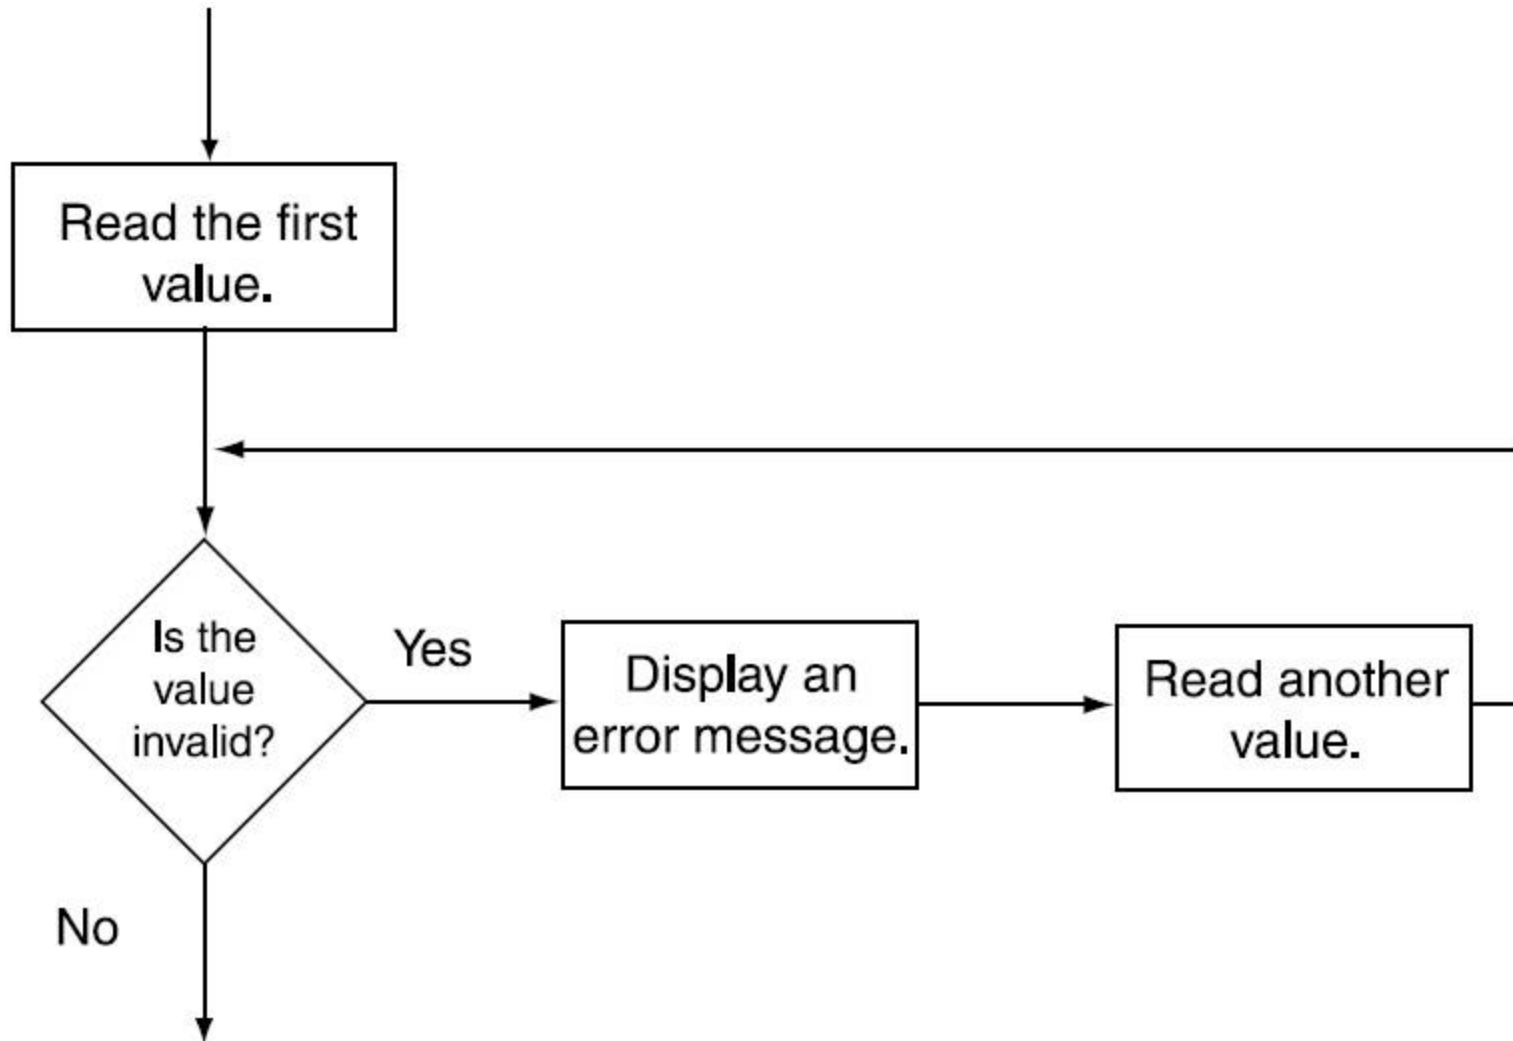 Read the first
value.
Is the
value
invalid?
Yes
Display an
error message.
Read another
value.
No